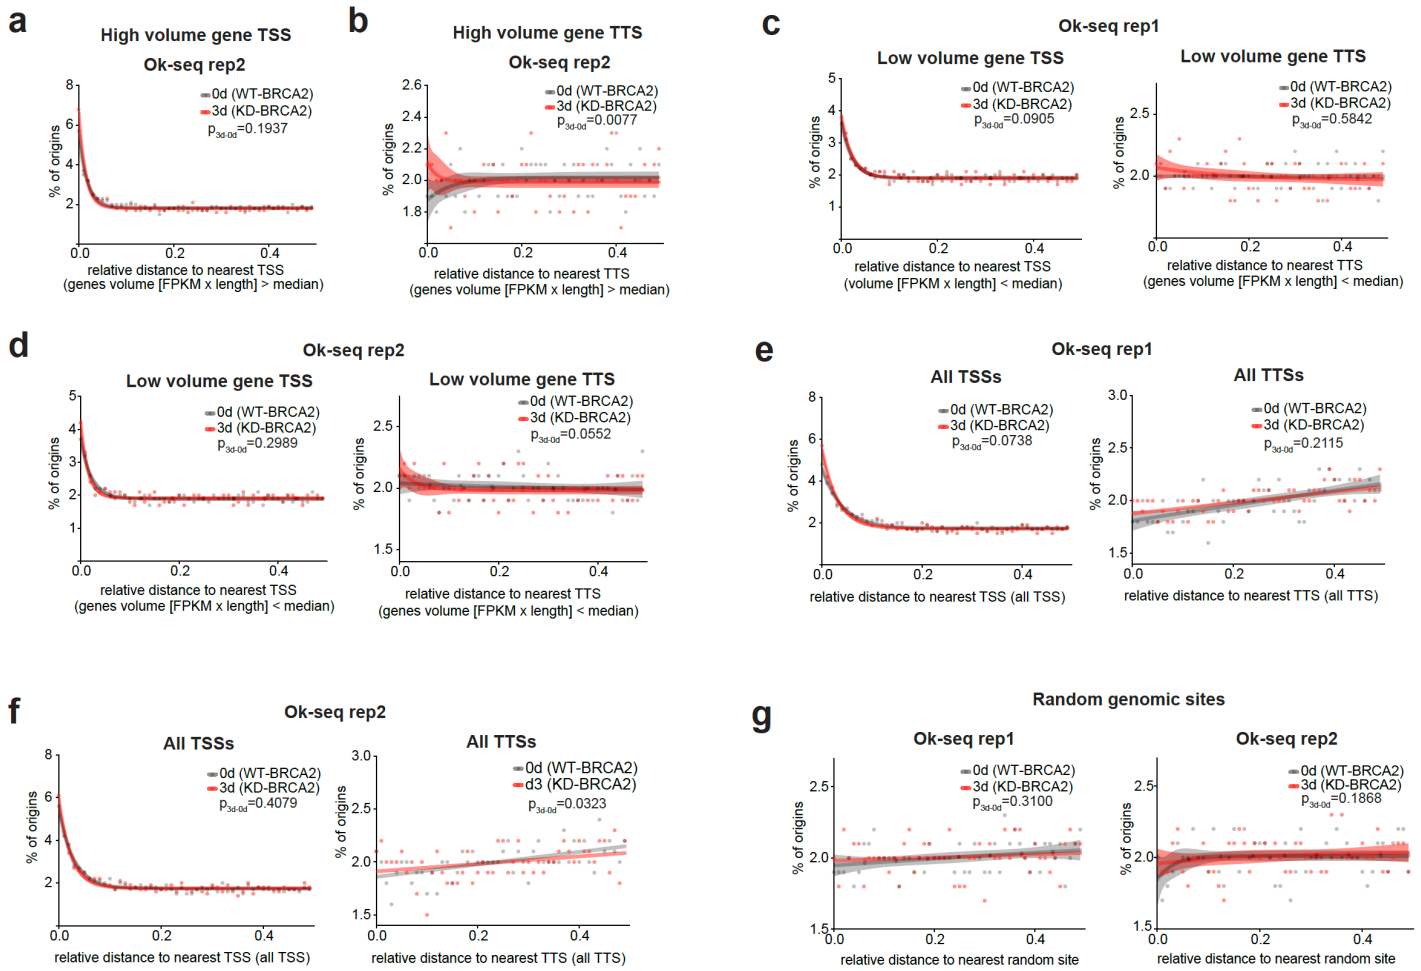 a
High volume gene TSS
Ok-seq rep2
0d (WT-BRCA2)
3d (KD-BRCA2)
p3d-0d=0.1937
% of origins
8
6
4
2
0.0
0.2
0.4
relative distance to nearest TSS
(genes volume [FPKM x length] > median)
b
High volume gene TTS
Ok-seq rep2
0d (WT-BRCA2)
3d (KD-BRCA2)
p3d-0d=0.0077
% of origins
2.6
2.4
2.2
2.0
1.8
0.0
0.2
0.4
relative distance to nearest TTS
(genes volume [FPKM x length] > median)
c
Ok-seq rep1
Low volume gene TSS
0d (WT-BRCA2)
3d (KD-BRCA2)
p3d-0d=0.0905
% of origins
5
4
3
2
1
0.0
0.2
0.4
relative distance to nearest TSS
(volume [FPKM x length] < median)
Low volume gene TTS
0d (WT-BRCA2)
3d (KD-BRCA2)
p3d-0d=0.5842
% of origins
2.5
2.0
0.0
0.2
0.4
relative distance to nearest TTS
(genes volume [FPKM x length] < median)
d
Ok-seq rep2
Low volume gene TSS
0d (WT-BRCA2)
3d (KD-BRCA2)
p3d-0d=0.2989
% of origins
5
4
3
2
1
0.0
0.2
0.4
relative distance to nearest TSS
(genes volume [FPKM x length] < median)
Low volume gene TTS
0d (WT-BRCA2)
3d (KD-BRCA2)
p3d-0d=0.0552
% of origins
2.5
2.0
1.5
0.0
0.2
0.4
relative distance to nearest TTS
(genes volume [FPKM x length] < median)
e
Ok-seq rep1
All TSSs
0d (WT-BRCA2)
3d (KD-BRCA2)
p3d-0d=0.0738
% of origins
8
6
4
2
0.0
0.2
0.4
relative distance to nearest TSS (all TSS)
All TTSs
0d (WT-BRCA2)
3d (KD-BRCA2)
p3d-0d=0.2115
% of origins
3.0
2.5
2.0
1.5
0.0
0.2
0.4
relative distance to nearest TTS (all TTS)
f
Ok-seq rep2
All TSSs
0d (WT-BRCA2)
3d (KD-BRCA2)
p3d-0d=0.4079
% of origins
8
6
4
2
0.0
0.2
0.4
relative distance to nearest TSS (all TSS)
All TTSs
0d (WT-BRCA2)
d3 (KD-BRCA2)
p3d-0d=0.0323
% of origins
3.0
2.5
2.0
1.5
0.0
0.2
0.4
relative distance to nearest TTS (all TTS)
g
Random genomic sites
Ok-seq rep1
0d (WT-BRCA2)
3d (KD-BRCA2)
p3d-0d=0.3100
% of origins
2.5
2.0
1.5
0.0
0.2
0.4
relative distance to nearest random site
Ok-seq rep2
0d (WT-BRCA2)
3d (KD-BRCA2)
p3d-0d=0.1868
% of origins
2.5
2.0
1.5
0.0
0.2
0.4
relative distance to nearest random site